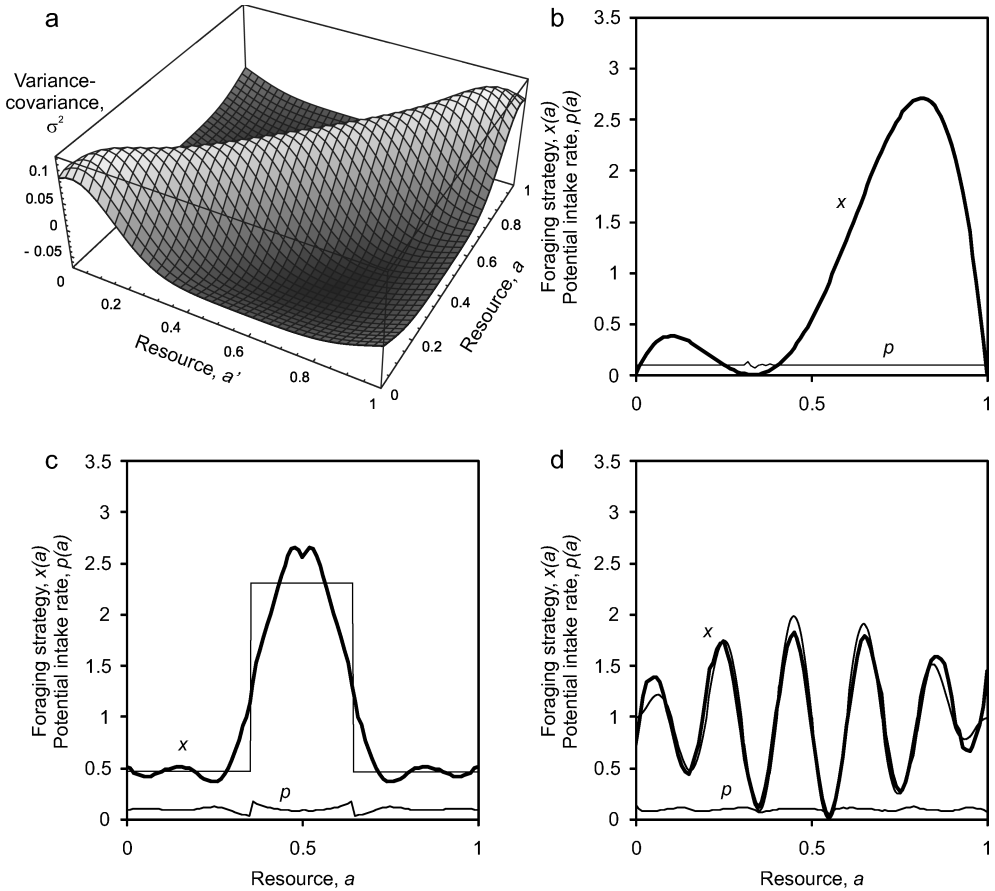 a
Variance-
covariance,
σ²
0.1
0.05
0
- 0.05
0
0.2
0.4
0.6
0.8
1
Resource, a’
0
0.2
0.4
0.6
0.8
1
Resource, a
b
Foraging strategy, x(a)
Potential intake rate, p(a)
3.5
3
2.5
2
1.5
1
0.5
0
x
p
0
0.5
1
c
Foraging strategy, x(a)
Potential intake rate, p(a)
3.5
3
2.5
2
1.5
1
0.5
0
x
p
0
0.5
1
Resource, a
d
Foraging strategy, x(a)
Potential intake rate, p(a)
3.5
3
2.5
2
1.5
1
0.5
0
x
p
0
0.5
1
Resource, a